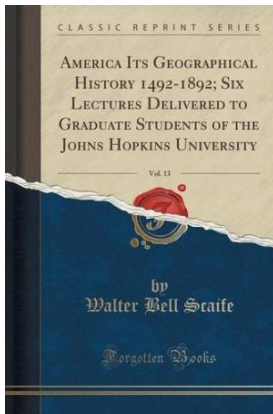 CLASSIC REPRINT SERIES
AMERICA ITS GEOGRAPHICAL
HISTORY 1492-1892; SIX
LECTURES DELIVERED TO
GRADUATE STUDENTS OF THE
JOHNS HOPKINS UNIVERSITY
Vol. 13
by
Walter Bell Scaife
Forgotten Books